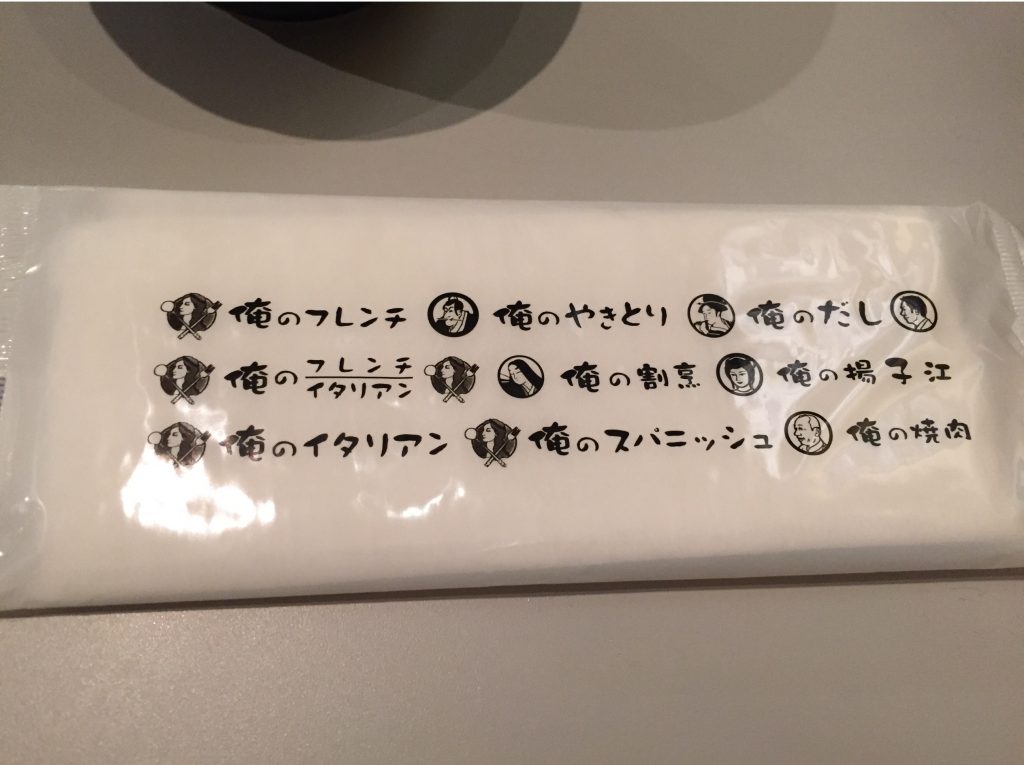 俺のフレンチ 俺のやきとり 俺のだし
俺のフレンチ/イタリアン 俺の割烹 俺の揚子江
俺のイタリアン 俺のスパニッシュ 俺の焼肉